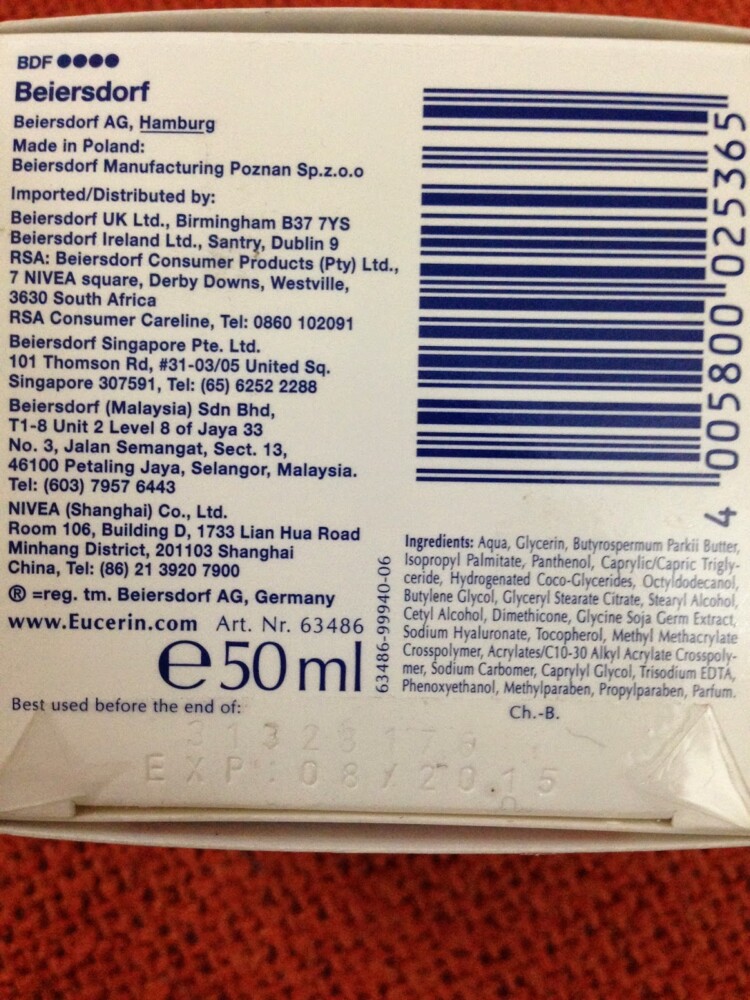 BDF ●●●●
Beiersdorf
Beiersdorf AG, Hamburg
Made in Poland:
Beiersdorf Manufacturing Poznan Sp.z.o.o
Imported/Distributed by:
Beiersdorf UK Ltd., Birmingham B37 7YS
Beiersdorf Ireland Ltd., Santry, Dublin 9
RSA: Beiersdorf Consumer Products (Pty) Ltd.,
7 NIVEA square, Derby Downs, Westville,
3630 South Africa
RSA Consumer Careline, Tel: 0860 102091
Beiersdorf Singapore Pte. Ltd.
101 Thomson Rd, #31-03/05 United Sq.
Singapore 307591, Tel: (65) 6252 2288
Beiersdorf (Malaysia) Sdn Bhd,
T1-8 Unit 2 Level 8 of Jaya 33
No. 3, Jalan Semangat, Sect. 13,
46100 Petaling Jaya, Selangor, Malaysia.
Tel: (603) 7957 6443
NIVEA (Shanghai) Co., Ltd.
Room 106, Building D, 1733 Lian Hua Road
Minhang District, 201103 Shanghai
China, Tel: (86) 21 3920 7900
® =reg. tm. Beiersdorf AG, Germany
www.Eucerin.com Art. Nr. 63486
e 50 ml
63486-99940-06
Best used before the end of:
EXP: 08/2015
4 005800 025365
Ingredients: Aqua, Glycerin, Butyrospermum Parkii Butter,
Isopropyl Palmitate, Panthenol, Caprylic/Capric Trigly-
ceride, Hydrogenated Coco-Glycerides, Octyldodecanol,
Butylene Glycol, Glyceryl Stearate Citrate, Stearyl Alcohol,
Cetyl Alcohol, Dimethicone, Glycine Soja Germ Extract,
Sodium Hyaluronate, Tocopherol, Methyl Methacrylate
Crosspolymer, Acrylates/C10-30 Alkyl Acrylate Crosspoly-
mer, Sodium Carbomer, Caprylyl Glycol, Trisodium EDTA,
Phenoxyethanol, Methylparaben, Propylparaben, Parfum.
Ch.-B.